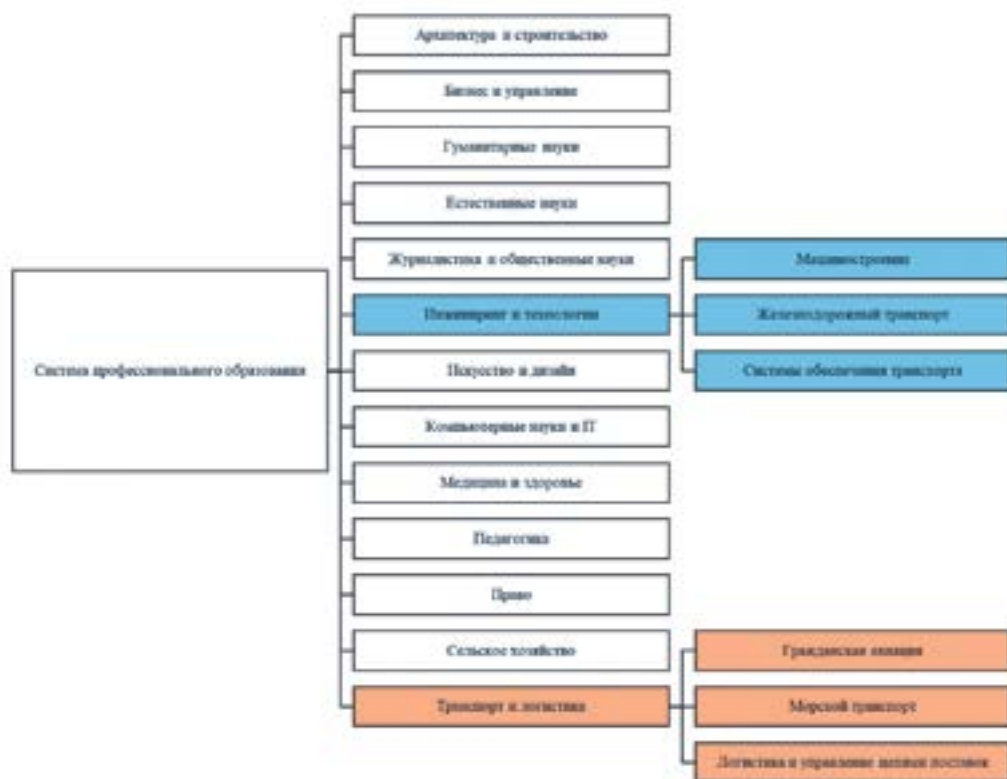 Архитектура и строительство
Бизнес и управление
Гуманитарные науки
Естественные науки
Журналистика и общественные науки
Инжиниринг и технологии
Искусство и дизайн
Компьютерные науки и IT
Медицина и здоровье
Педагогика
Право
Сельское хозяйство
Транспорт и логистика
Система профессионального образования
Машиностроение
Железнодорожный транспорт
Системы обеспечения транспорта
Гражданская авиация
Морской транспорт
Логистика и управление цепями поставок